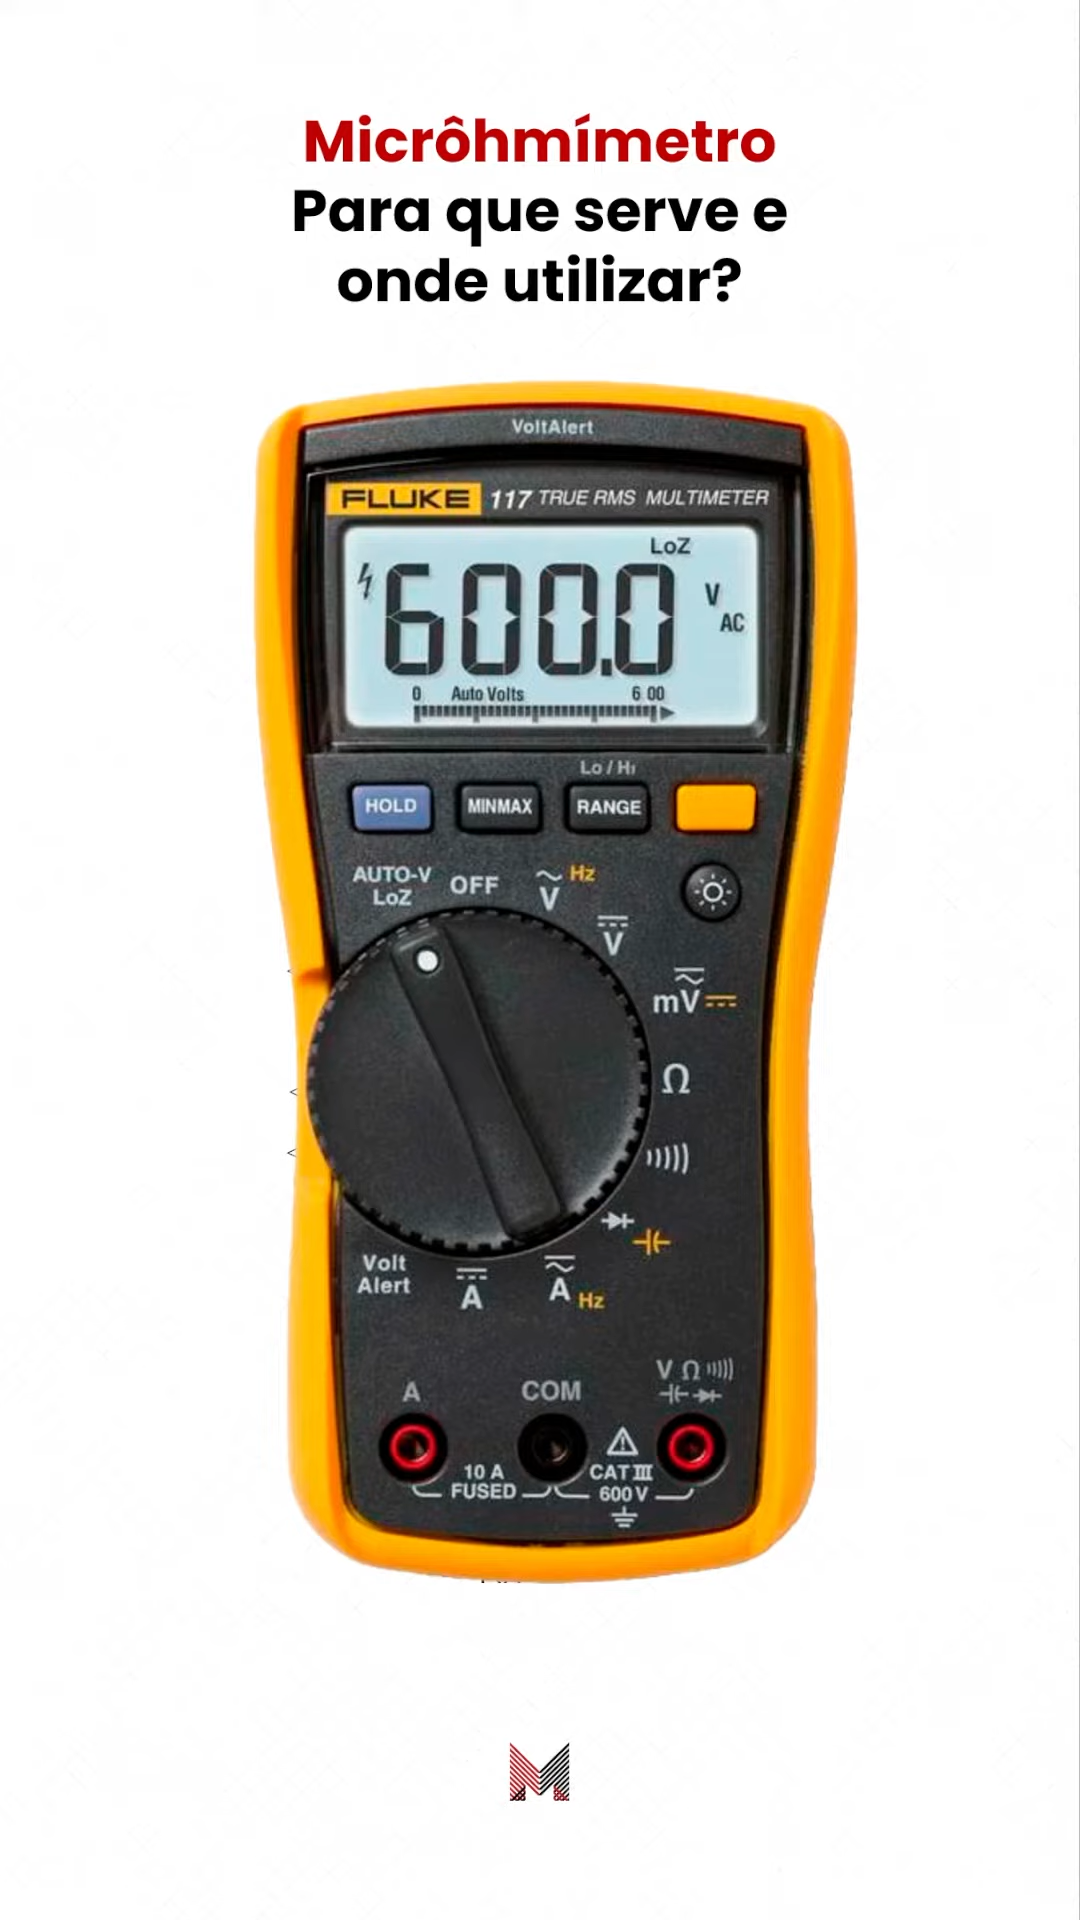 Micrôhmímetro
Para que serve e
onde utilizar?
VoltAlert
FLUKE 117 TRUE RMS MULTIMETER
LoZ
600.0 V
AC
0 Auto Volts 6 00
Lo / Hi
HOLD MINMAX RANGE
AUTO-V
LoZ
OFF
V Hz
V
mV
Ω
Volt
Alert
A
A Hz
V Ω
A COM
10 A
FUSED
CAT III
600 V
M